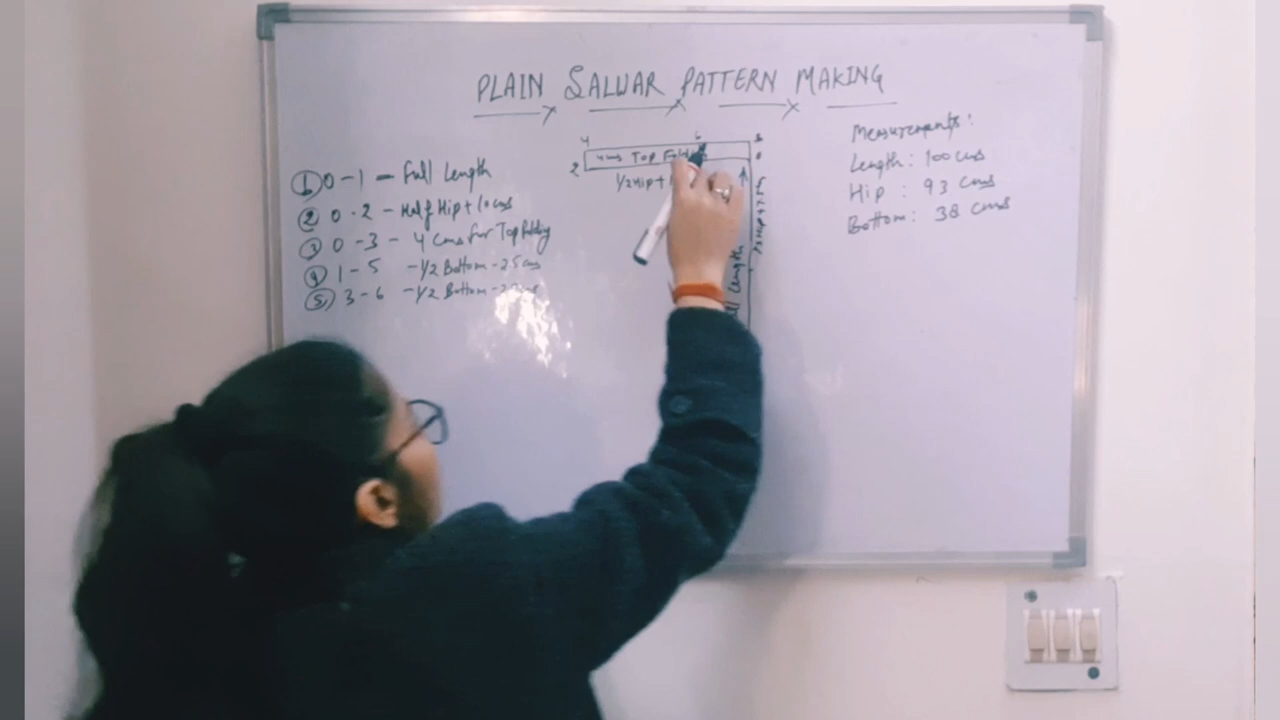 PLAIN SALWAR PATTERN MAKING
① 0 - 1 - Full Length
② 0 - 2 - Half Hip + 10 cms
③ 0 - 3 - 4 cms for Top folding
④ 1 - 5 - 1/2 Bottom - 2.5 cms
⑤ 3 - 6 - 1/2 Bottom -
4 6 3
4 cms Top Folding 0
2
1/2 Hip +
Length
Measurements:
Length: 100 cms
Hip : 93 cms
Bottom: 38 cms